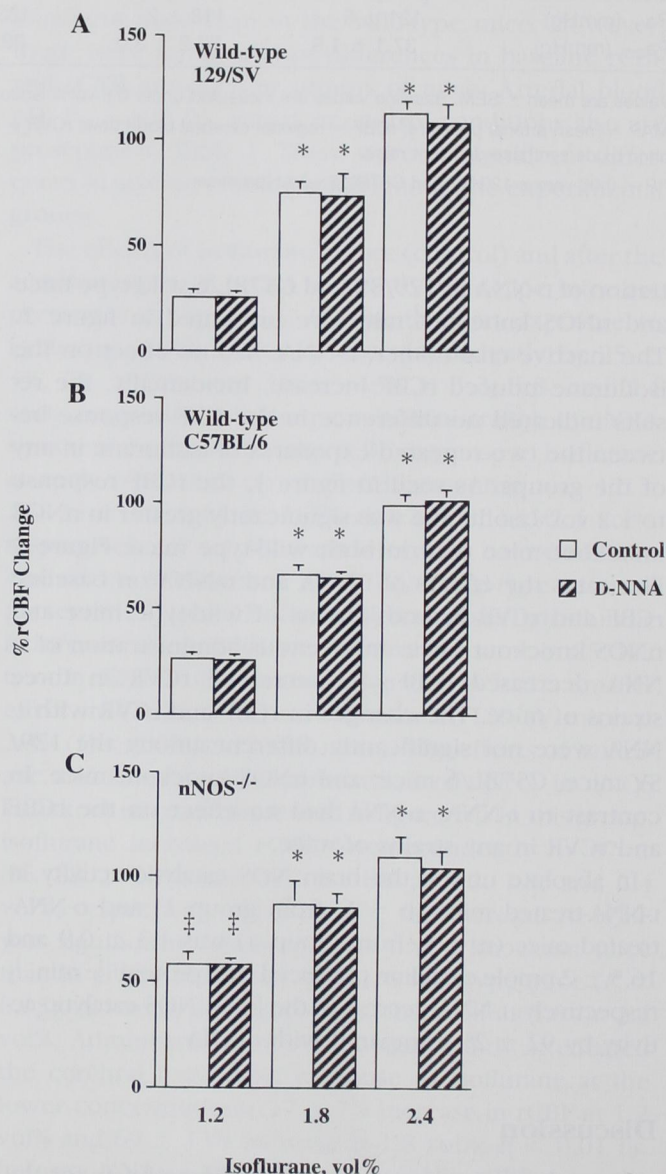 A
150
Wild-type
129/SV
* *
* *
100
50
0
B
150
Wild-type
C57BL/6
* *
* *
100
50
0
%rCBF Change
Control
D-NNA
C
150
nNOS-/-
* *
* *
‡ ‡
100
50
0
1.2 1.8 2.4
Isoflurane, vol%